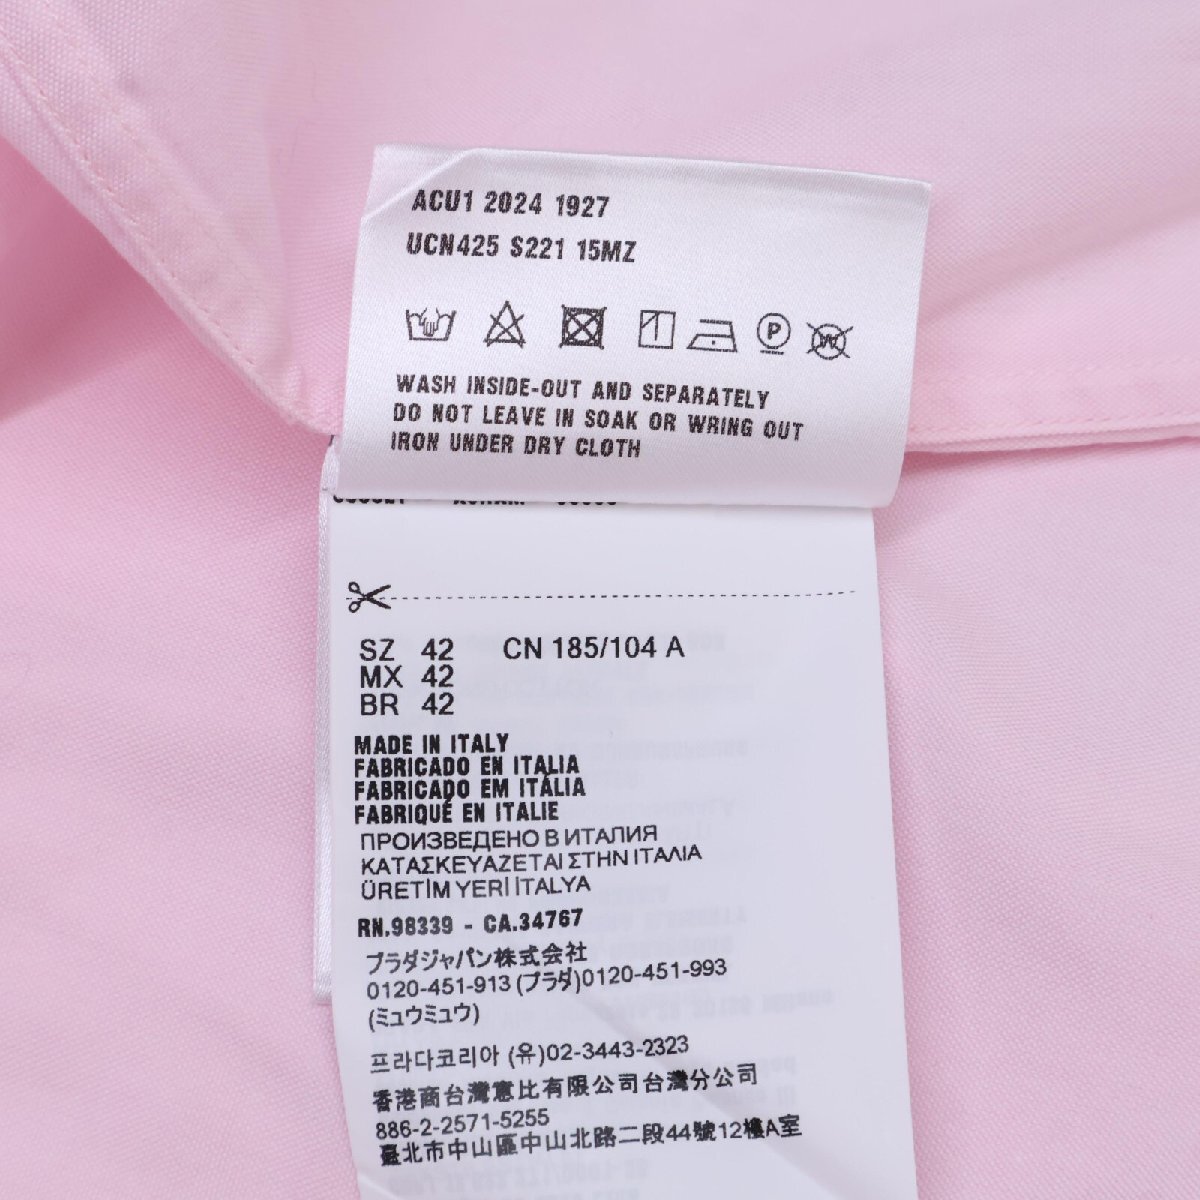 ACU1 2024 1927
UCN425 S221 15MZ
P
W
WASH INSIDE-OUT AND SEPARATELY
DO NOT LEAVE IN SOAK OR WRING OUT
IRON UNDER DRY CLOTH
SZ 42 CN 185/104 A
MX 42
BR 42
MADE IN ITALY
FABRICADO EN ITALIA
FABRICADO EM ITÁLIA
FABRIQUÉ EN ITALIE
ПРОИЗВЕДЕНО В ИТАЛИЯ
ΚΑΤΑΣΚΕΥΑΖΕΤΑΙ ΣΤΗΝ ΙΤΑΛΙΑ
ÜRETİM YERİ İTALYA
RN.98339 - CA.34767
プラダジャパン株式会社
0120-451-913 (プラダ)0120-451-993
(ミュウミュウ)
프라다코리아 (유)02-3443-2323
香港商台灣惠比有限公司台灣分公司
886-2-2571-5255
臺北市中山區中山北路二段44號12樓A室